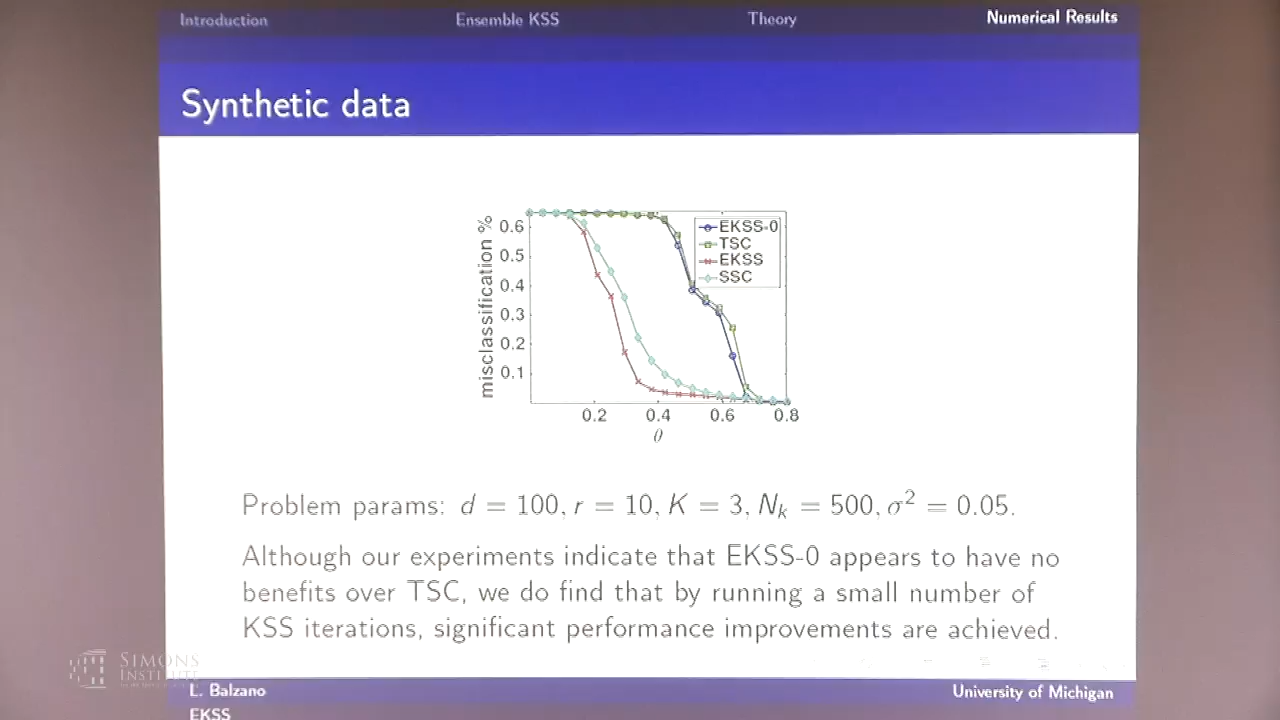 Introduction Ensemble KSS Theory Numerical Results
Synthetic data
misclassification %
0.6
0.5
0.4
0.3
0.2
0.1
EKSS-0
TSC
EKSS
SSC
0.2 0.4 0.6 0.8
θ
Problem params: d = 100, r = 10, K = 3, N_k = 500, σ² = 0.05.
Although our experiments indicate that EKSS-0 appears to have no
benefits over TSC, we do find that by running a small number of
KSS iterations, significant performance improvements are achieved.
SIMONS
INSTITUTE
L. Balzano University of Michigan
EKSS